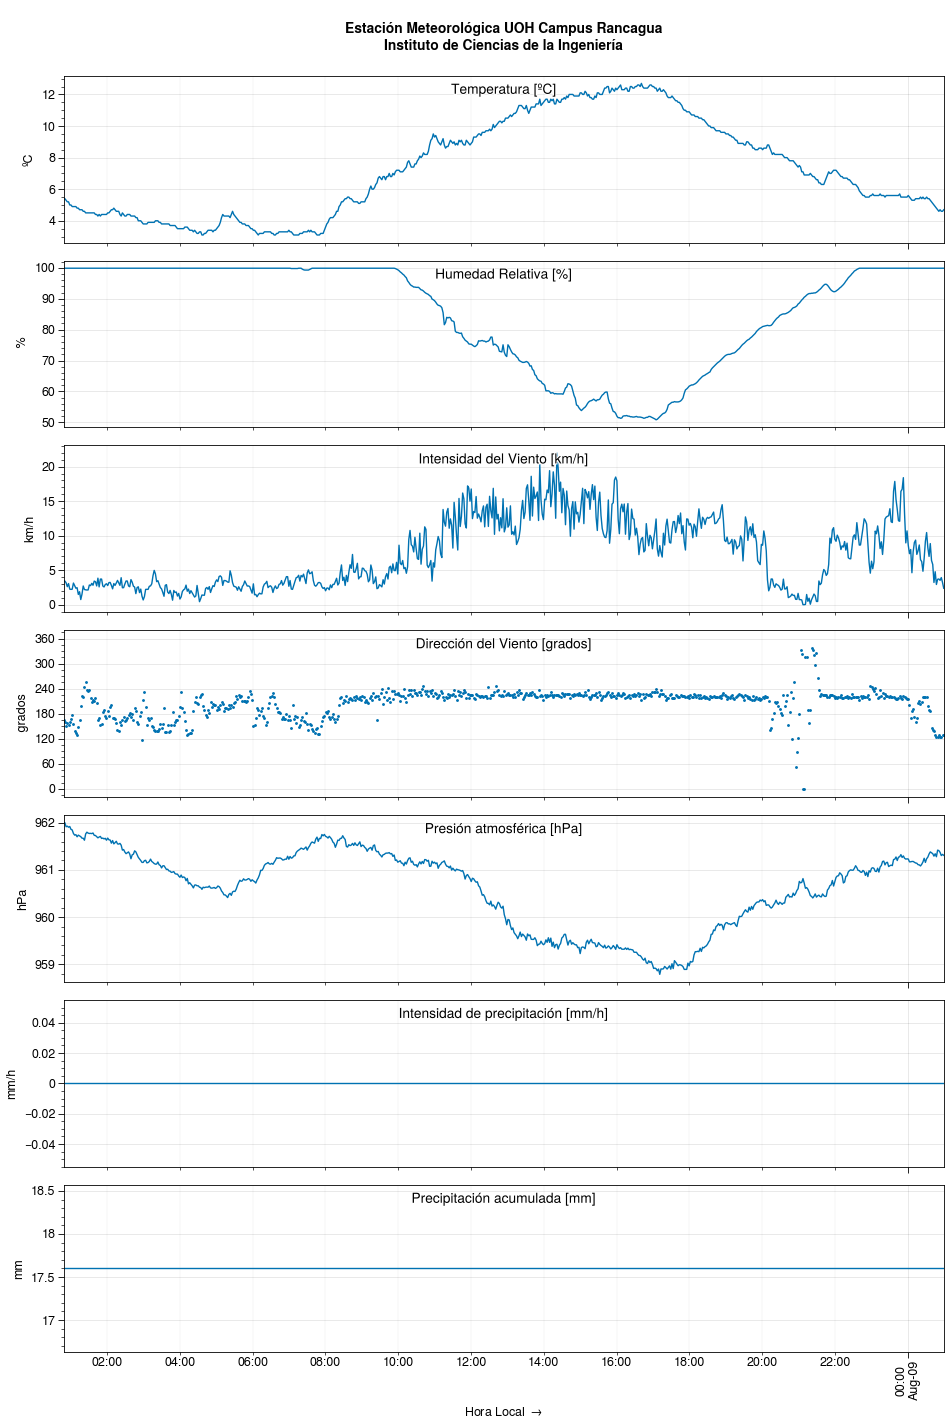 Estación Meteorológica UOH Campus Rancagua
Instituto de Ciencias de la Ingeniería
Temperatura [ºC]
12
10
8
6
4
ºC
Humedad Relativa [%]
100
90
80
70
60
50
%
Intensidad del Viento [km/h]
20
15
10
5
0
km/h
Dirección del Viento [grados]
360
300
240
180
120
60
0
grados
Presión atmosférica [hPa]
962
961
960
959
hPa
Intensidad de precipitación [mm/h]
0.04
0.02
0
−0.02
−0.04
mm/h
Precipitación acumulada [mm]
18.5
18
17.5
17
mm
02:00 04:00 06:00 08:00 10:00 12:00 14:00 16:00 18:00 20:00 22:00
00:00
Aug-09
Hora Local →